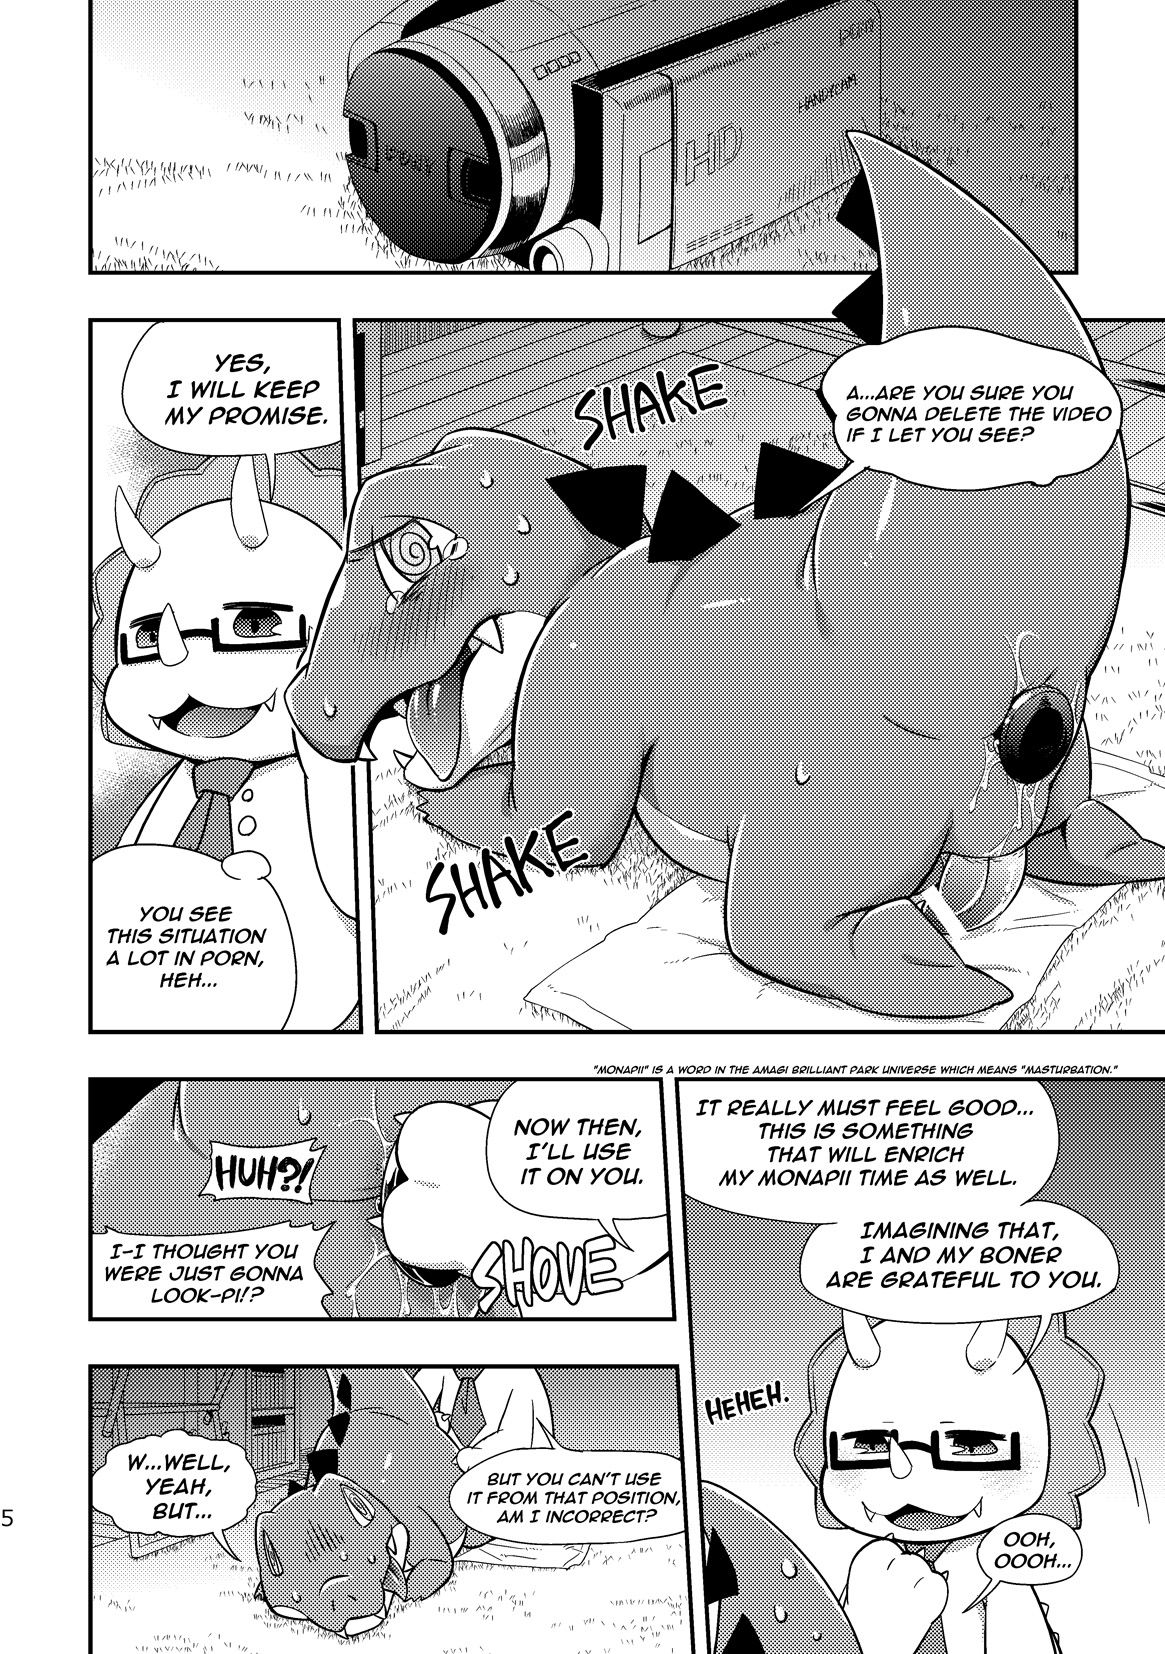 HD
HANDYCAM
YES,
I WILL KEEP
MY PROMISE.
A...ARE YOU SURE YOU
GONNA DELETE THE VIDEO
IF I LET YOU SEE?
SHAKE
SHAKE
YOU SEE
THIS SITUATION
A LOT IN PORN,
HEH...
"MONAPII" IS A WORD IN THE AMAGI BRILLIANT PARK UNIVERSE WHICH MEANS "MASTURBATION."
NOW THEN,
I'LL USE
IT ON YOU.
HUH?!
SHOVE
I-I THOUGHT YOU
WERE JUST GONNA
LOOK-PI!?
IT REALLY MUST FEEL GOOD...
THIS IS SOMETHING
THAT WILL ENRICH
MY MONAPII TIME AS WELL.
IMAGINING THAT,
I AND MY BONER
ARE GRATEFUL TO YOU.
HEHEH.
OOH,
OOOH...
W...WELL,
YEAH,
BUT...
BUT YOU CAN'T USE
IT FROM THAT POSITION,
AM I INCORRECT?
5